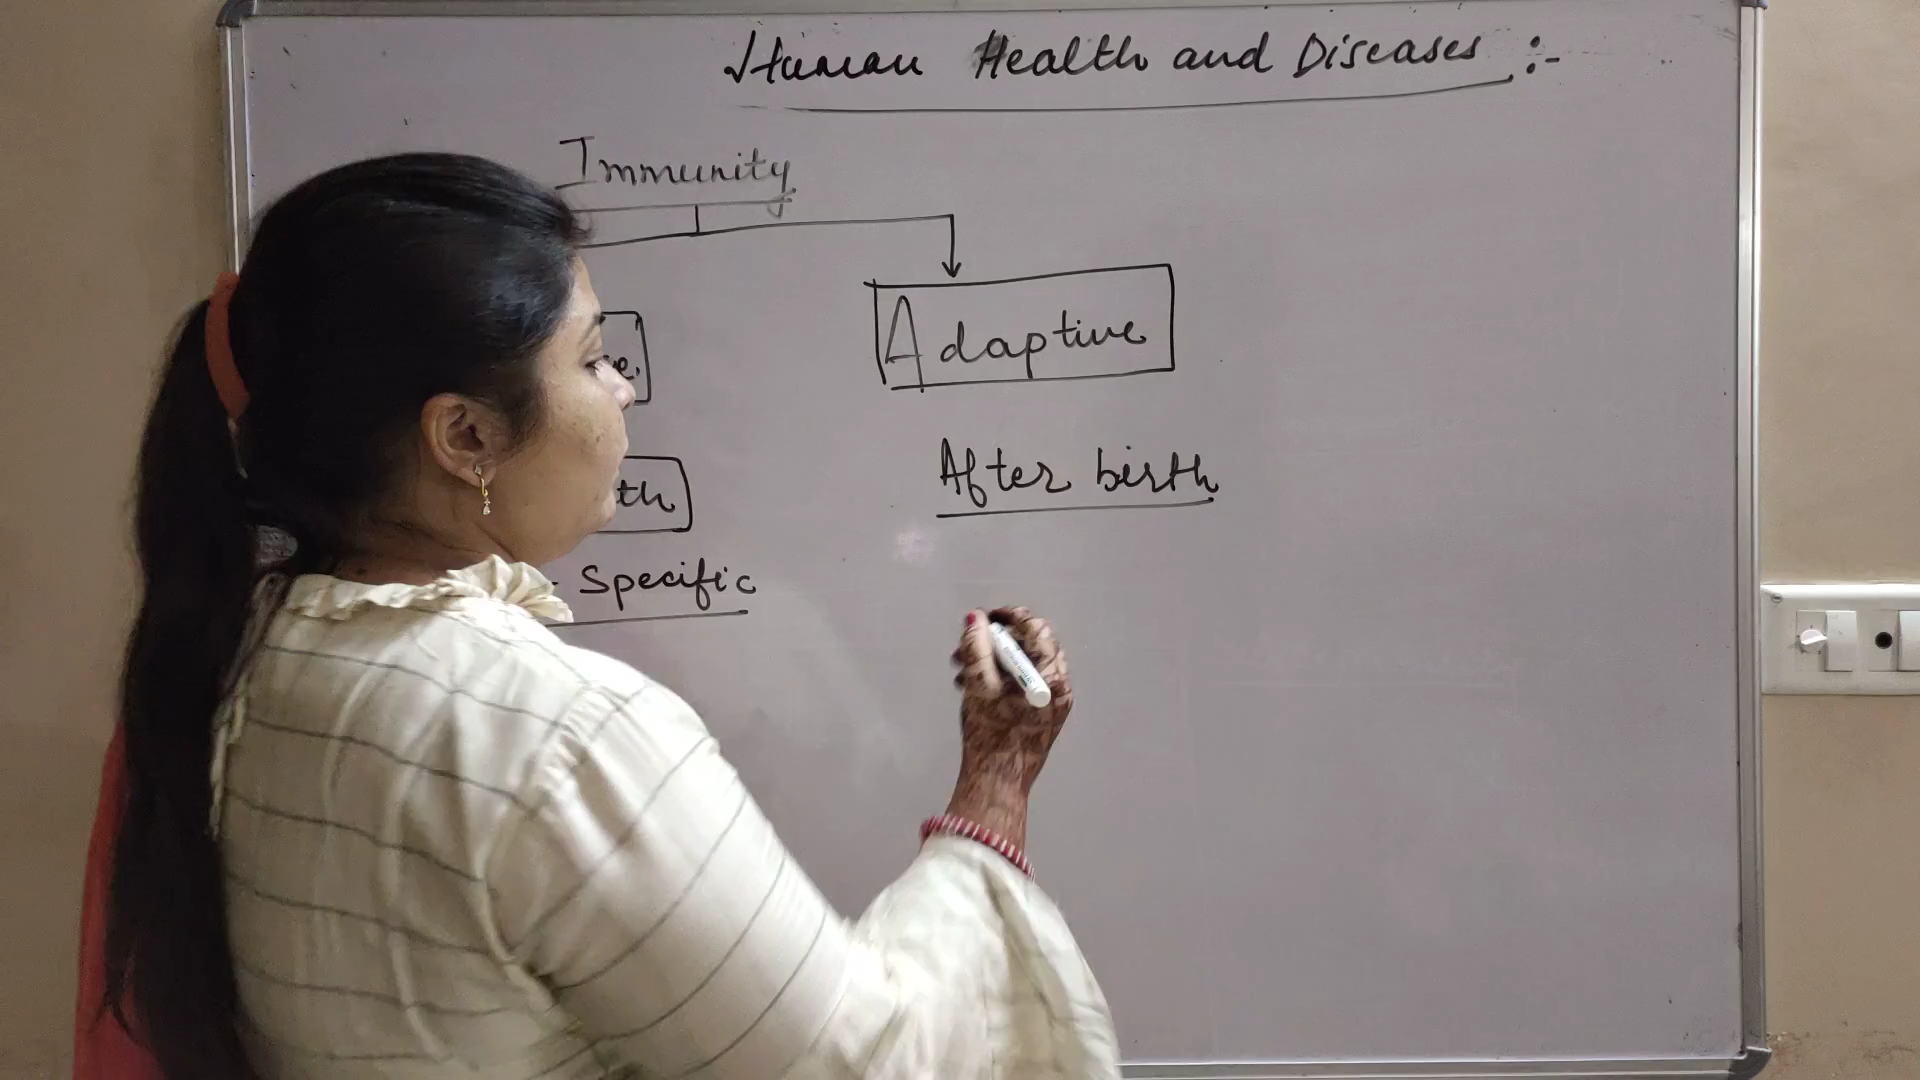 Human Health and Diseases :-
Immunity
Adaptive
After birth
- Specific